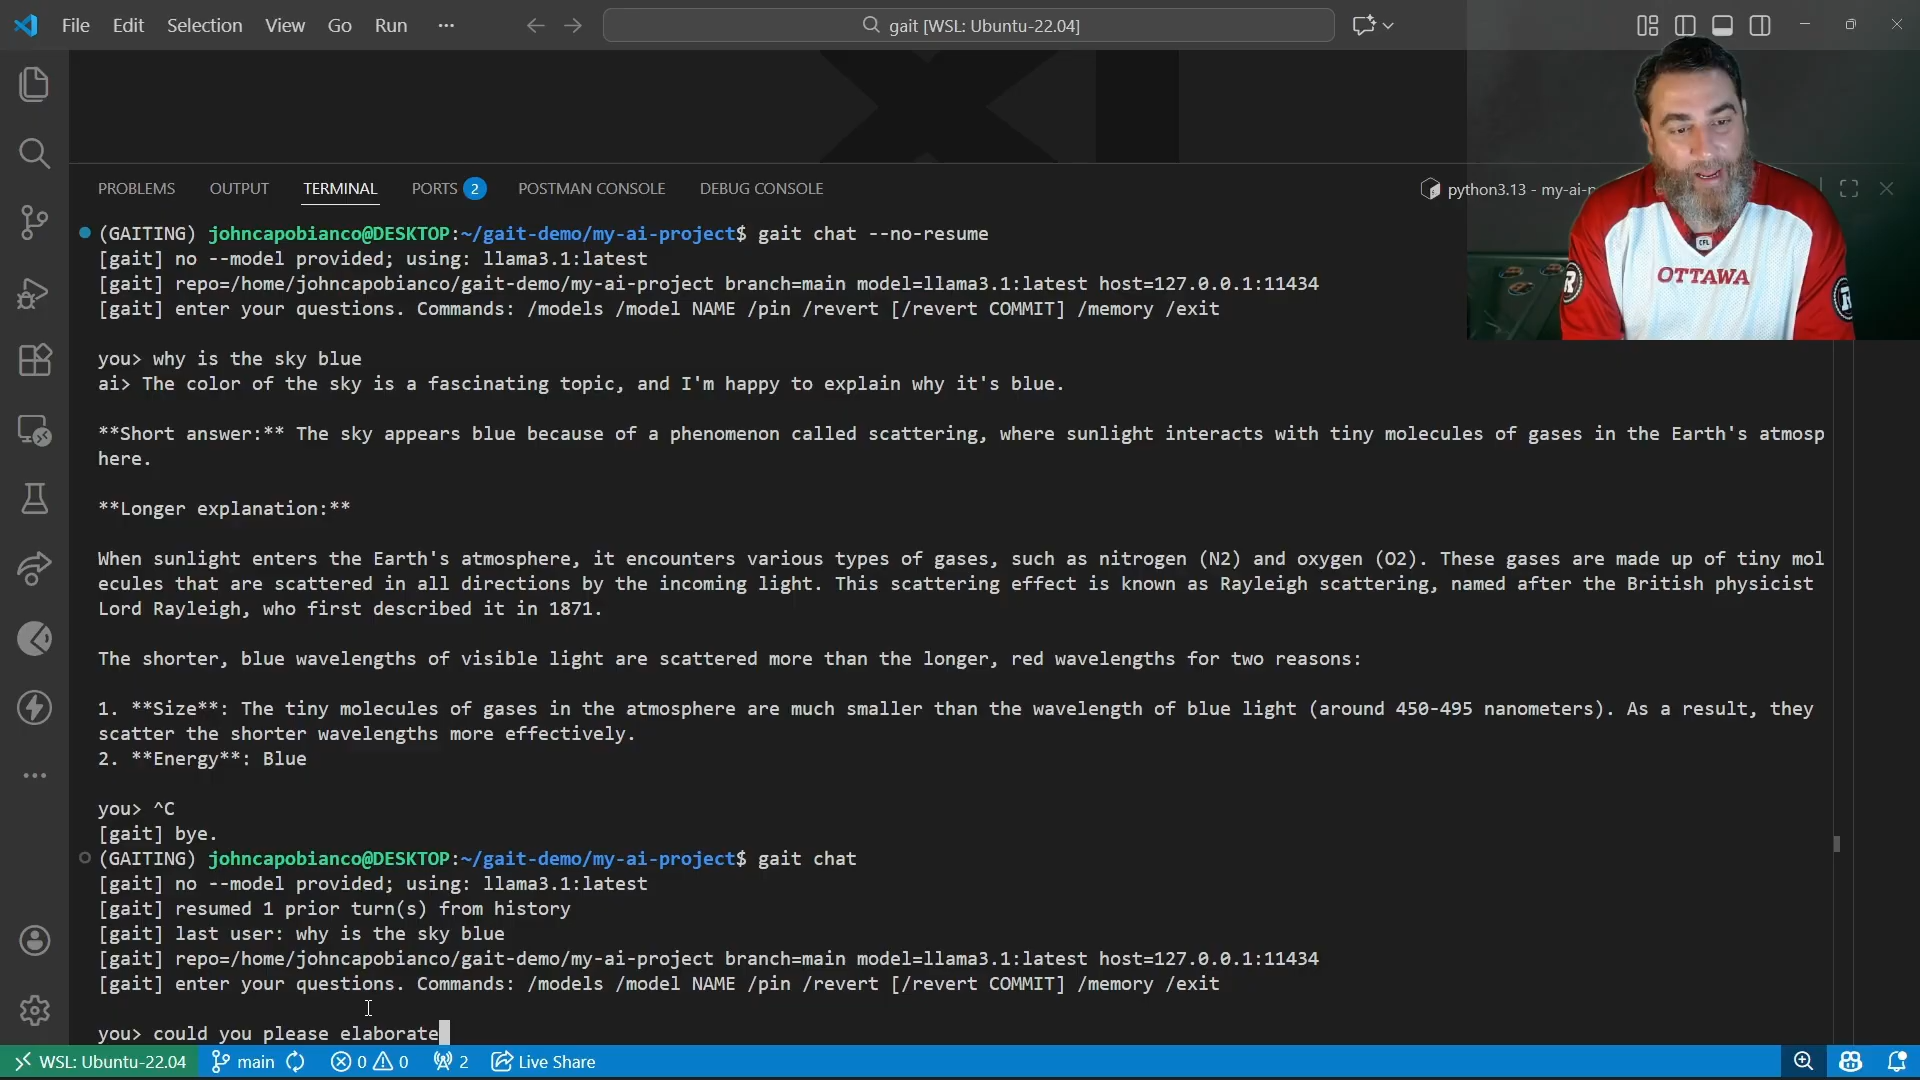 File Edit Selection View Go Run ···
gait [WSL: Ubuntu-22.04]
PROBLEMS OUTPUT TERMINAL PORTS 2 POSTMAN CONSOLE DEBUG CONSOLE
python3.13 - my-ai-
(GAITING) johncapobianco@DESKTOP:~/gait-demo/my-ai-project$ gait chat --no-resume
[gait] no --model provided; using: llama3.1:latest
[gait] repo=/home/johncapobianco/gait-demo/my-ai-project branch=main model=llama3.1:latest host=127.0.0.1:11434
[gait] enter your questions. Commands: /models /model NAME /pin /revert [/revert COMMIT] /memory /exit
you> why is the sky blue
ai> The color of the sky is a fascinating topic, and I'm happy to explain why it's blue.
**Short answer:** The sky appears blue because of a phenomenon called scattering, where sunlight interacts with tiny molecules of gases in the Earth's atmosp
here.
**Longer explanation:**
When sunlight enters the Earth's atmosphere, it encounters various types of gases, such as nitrogen (N2) and oxygen (O2). These gases are made up of tiny mol
ecules that are scattered in all directions by the incoming light. This scattering effect is known as Rayleigh scattering, named after the British physicist
Lord Rayleigh, who first described it in 1871.
The shorter, blue wavelengths of visible light are scattered more than the longer, red wavelengths for two reasons:
1. **Size**: The tiny molecules of gases in the atmosphere are much smaller than the wavelength of blue light (around 450-495 nanometers). As a result, they
scatter the shorter wavelengths more effectively.
2. **Energy**: Blue
you> ^C
[gait] bye.
(GAITING) johncapobianco@DESKTOP:~/gait-demo/my-ai-project$ gait chat
[gait] no --model provided; using: llama3.1:latest
[gait] resumed 1 prior turn(s) from history
[gait] last user: why is the sky blue
[gait] repo=/home/johncapobianco/gait-demo/my-ai-project branch=main model=llama3.1:latest host=127.0.0.1:11434
[gait] enter your questions. Commands: /models /model NAME /pin /revert [/revert COMMIT] /memory /exit
you> could you please elaborate
WSL: Ubuntu-22.04 main 0 0 2 Live Share
CFL
OTTAWA
R
R